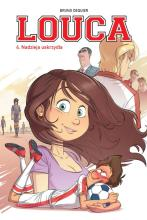 BRUNO DEQUIER
LOUCA
6. Nadzieja uskrzydla